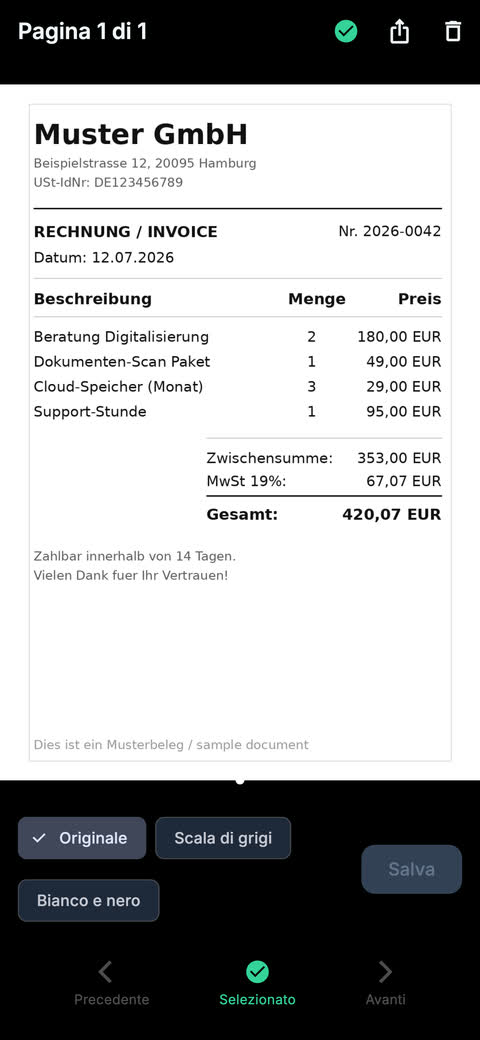 Pagina 1 di 1
Muster GmbH
Beispielstrasse 12, 20095 Hamburg
USt-IdNr: DE123456789
RECHNUNG / INVOICE Nr. 2026-0042
Datum: 12.07.2026
Beschreibung Menge Preis
Beratung Digitalisierung 2 180,00 EUR
Dokumenten-Scan Paket 1 49,00 EUR
Cloud-Speicher (Monat) 3 29,00 EUR
Support-Stunde 1 95,00 EUR
Zwischensumme: 353,00 EUR
MwSt 19%: 67,07 EUR
Gesamt: 420,07 EUR
Zahlbar innerhalb von 14 Tagen.
Vielen Dank fuer Ihr Vertrauen!
Dies ist ein Musterbeleg / sample document
Originale Scala di grigi
Salva
Bianco e nero
Precedente Selezionato Avanti